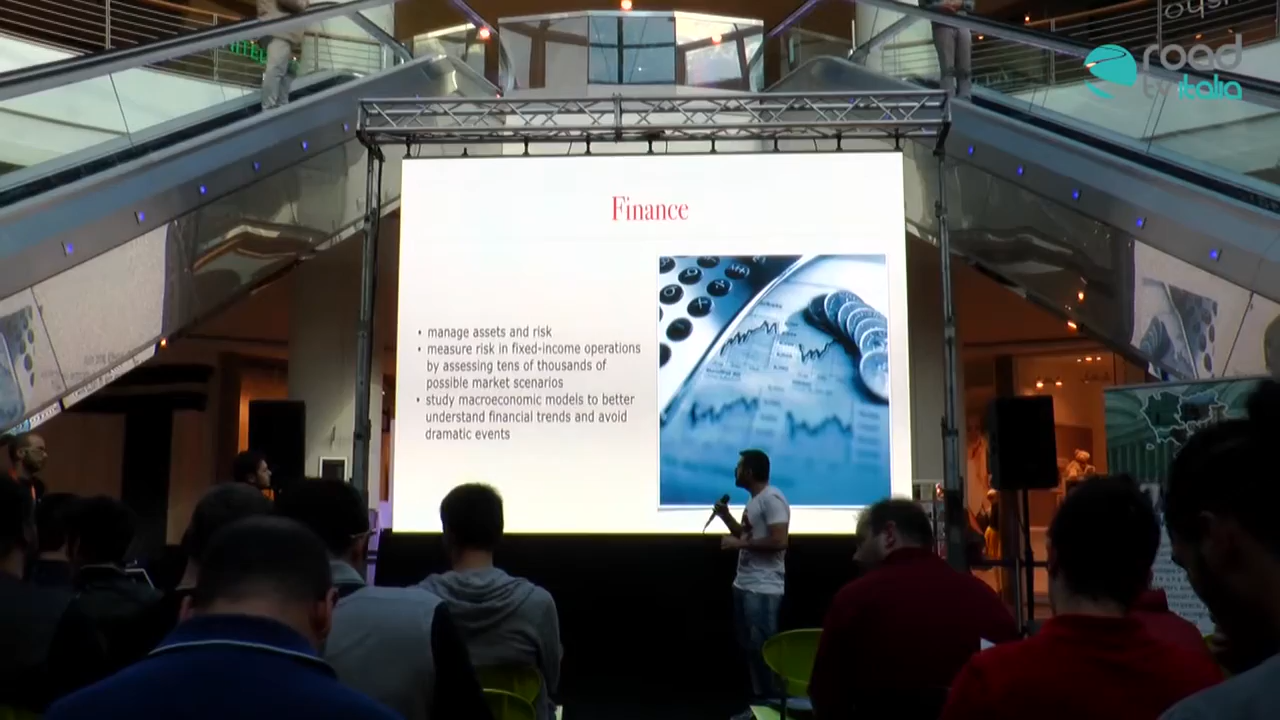 road
tv italia
Finance
• manage assets and risk
• measure risk in fixed-income operations
by assessing tens of thousands of
possible market scenarios
• study macroeconomic models to better
understand financial trends and avoid
dramatic events